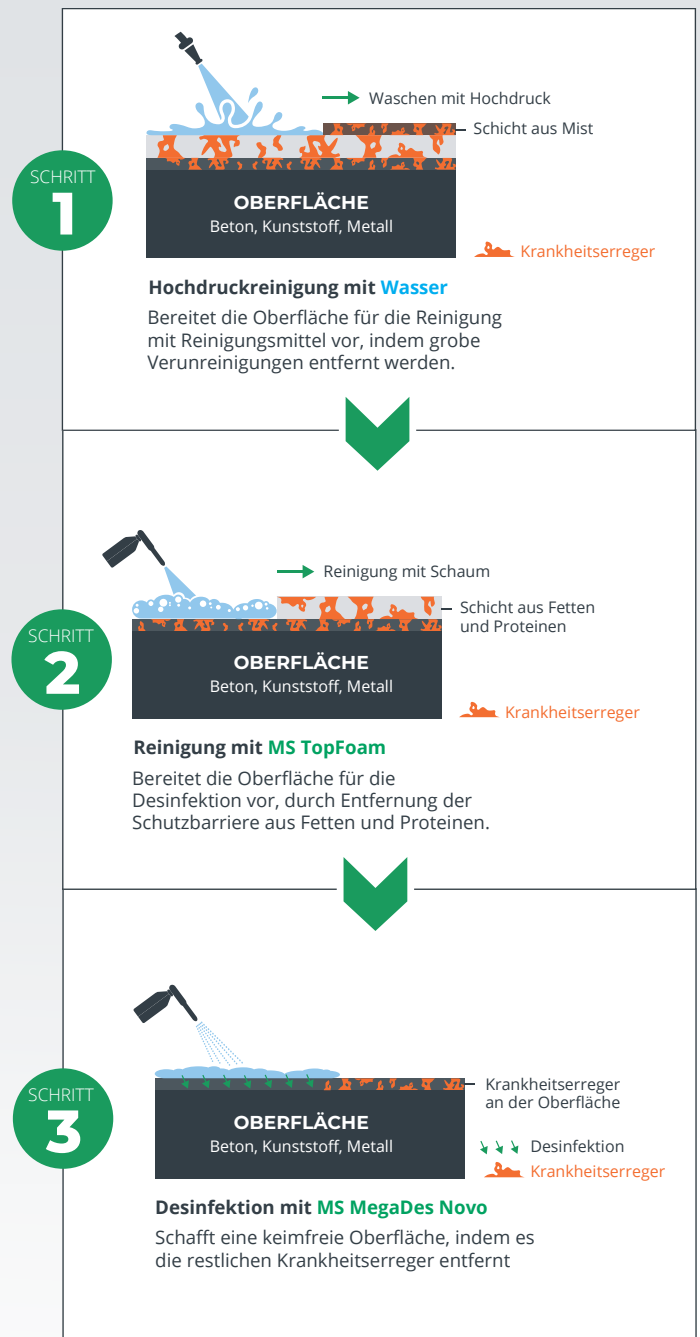 SCHRITT
1
Waschen mit Hochdruck
Schicht aus Mist
OBERFLÄCHE
Beton, Kunststoff, Metall
Krankheitserreger
Hochdruckreinigung mit Wasser
Bereitet die Oberfläche für die Reinigung
mit Reinigungsmittel vor, indem grobe
Verunreinigungen entfernt werden.
SCHRITT
2
Reinigung mit Schaum
Schicht aus Fetten
und Proteinen
OBERFLÄCHE
Beton, Kunststoff, Metall
Krankheitserreger
Reinigung mit MS TopFoam
Bereitet die Oberfläche für die
Desinfektion vor, durch Entfernung der
Schutzbarriere aus Fetten und Proteinen.
SCHRITT
3
Krankheitserreger
an der Oberfläche
OBERFLÄCHE
Beton, Kunststoff, Metall
Desinfektion
Krankheitserreger
Desinfektion mit MS MegaDes Novo
Schafft eine keimfreie Oberfläche, indem es
die restlichen Krankheitserreger entfernt